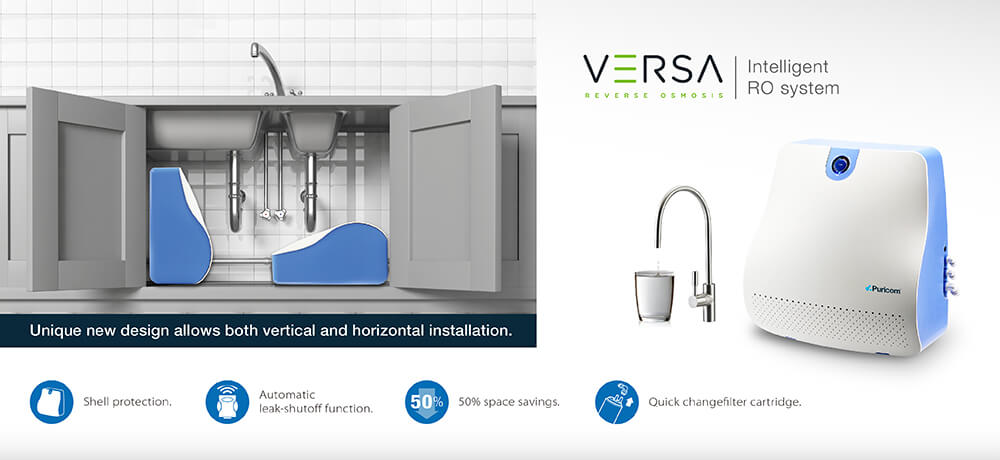 VERSA
REVERSE OSMOSIS
Intelligent
RO system
Puricom
Unique new design allows both vertical and horizontal installation.
Shell protection.
Automatic
leak-shutoff function.
50%
50% space savings.
Quick changefilter cartridge.